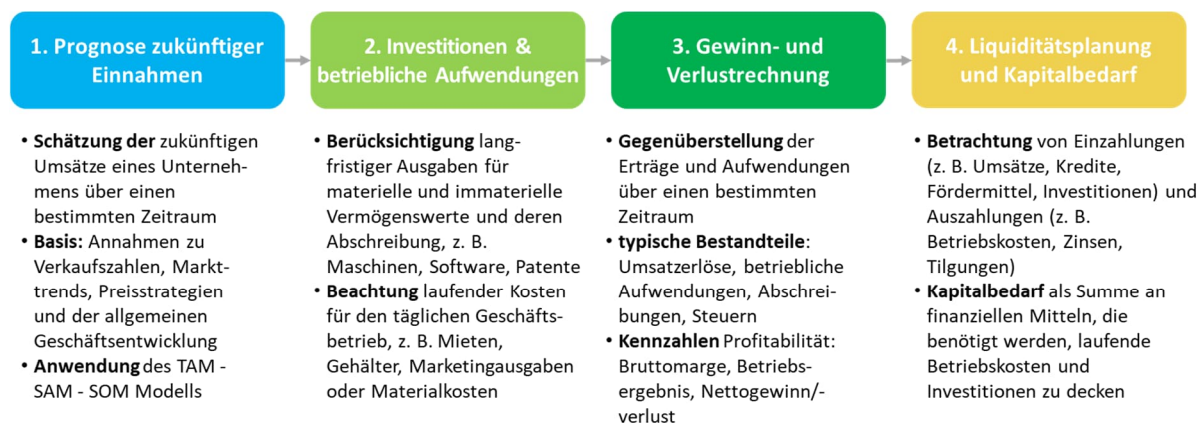 1. Prognose zukünftiger
Einnahmen
• Schätzung der zukünftigen
Umsätze eines Unterneh-
mens über einen
bestimmten Zeitraum
• Basis: Annahmen zu
Verkaufszahlen, Markt-
trends, Preisstrategien
und der allgemeinen
Geschäftsentwicklung
• Anwendung des TAM -
SAM - SOM Modells
2. Investitionen &
betriebliche Aufwendungen
• Berücksichtigung lang-
fristiger Ausgaben für
materielle und immaterielle
Vermögenswerte und deren
Abschreibung, z. B.
Maschinen, Software, Patente
• Beachtung laufender Kosten
für den täglichen Geschäfts-
betrieb, z. B. Mieten,
Gehälter, Marketingausgaben
oder Materialkosten
3. Gewinn- und
Verlustrechnung
• Gegenüberstellung der
Erträge und Aufwendungen
über einen bestimmten
Zeitraum
• typische Bestandteile:
Umsatzerlöse, betriebliche
Aufwendungen, Abschrei-
bungen, Steuern
• Kennzahlen Profitabilität:
Bruttomarge, Betriebs-
ergebnis, Nettogewinn/-
verlust
4. Liquiditätsplanung
und Kapitalbedarf
• Betrachtung von Einzahlungen
(z. B. Umsätze, Kredite,
Fördermittel, Investitionen) und
Auszahlungen (z. B.
Betriebskosten, Zinsen,
Tilgungen)
• Kapitalbedarf als Summe an
finanziellen Mitteln, die
benötigt werden, laufende
Betriebskosten und
Investitionen zu decken